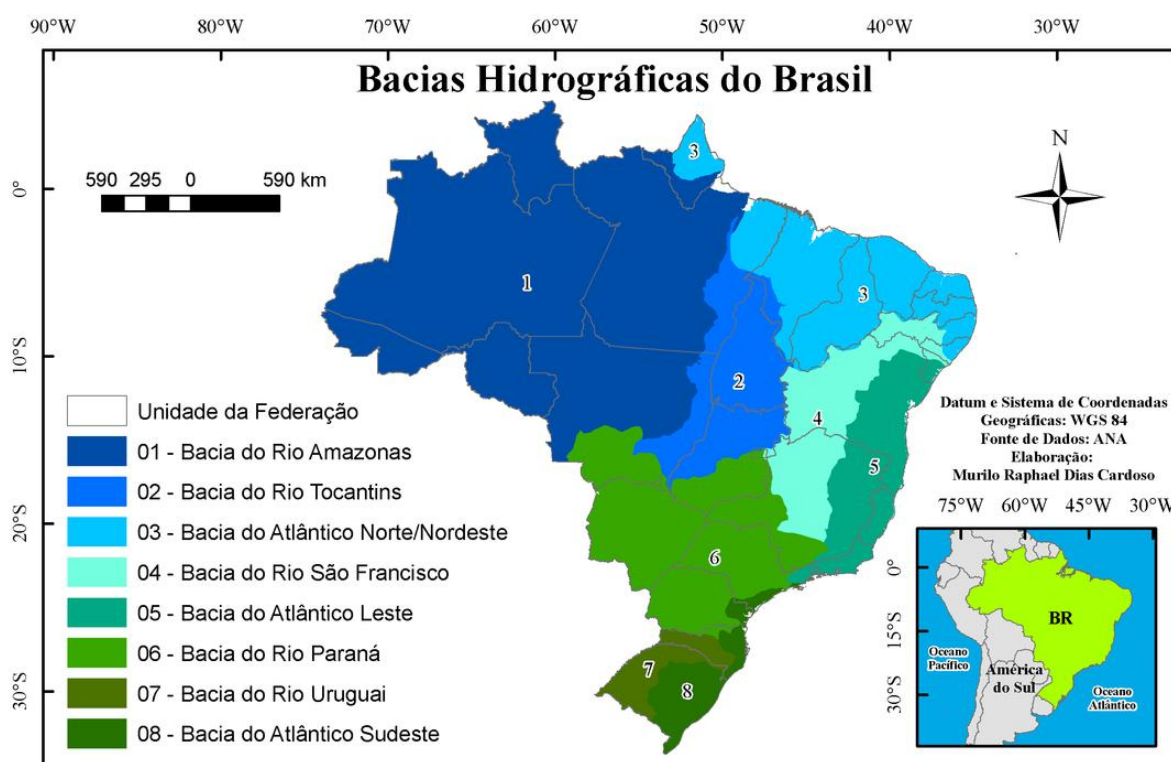 90°W 80°W 70°W 60°W 50°W 40°W 30°W
Bacias Hidrográficas do Brasil
590 295 0 590 km
N
0°
10°S
20°S
30°S
3
1
3
2
4
5
6
7
8
Unidade da Federação
01 - Bacia do Rio Amazonas
02 - Bacia do Rio Tocantins
03 - Bacia do Atlântico Norte/Nordeste
04 - Bacia do Rio São Francisco
05 - Bacia do Atlântico Leste
06 - Bacia do Rio Paraná
07 - Bacia do Rio Uruguai
08 - Bacia do Atlântico Sudeste
Datum e Sistema de Coordenadas
Geográficas: WGS 84
Fonte de Dados: ANA
Elaboração:
Murilo Raphael Dias Cardoso
75°W 60°W 45°W 30°W
0°
15°S
30°S
BR
Oceano
Pacífico
América
do Sul
Oceano
Atlântico